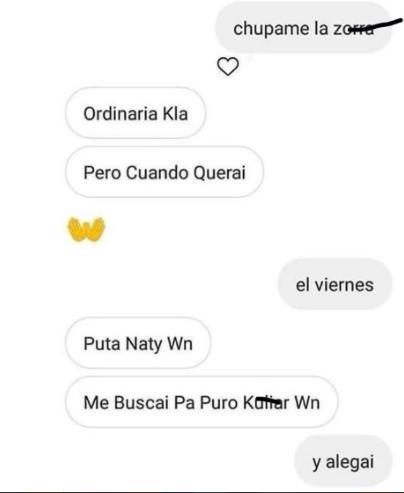 chupame la zorra
Ordinaria Kla
Pero Cuando Querai
el viernes
Puta Naty Wn
Me Buscai Pa Puro Kuliar Wn
y alegai